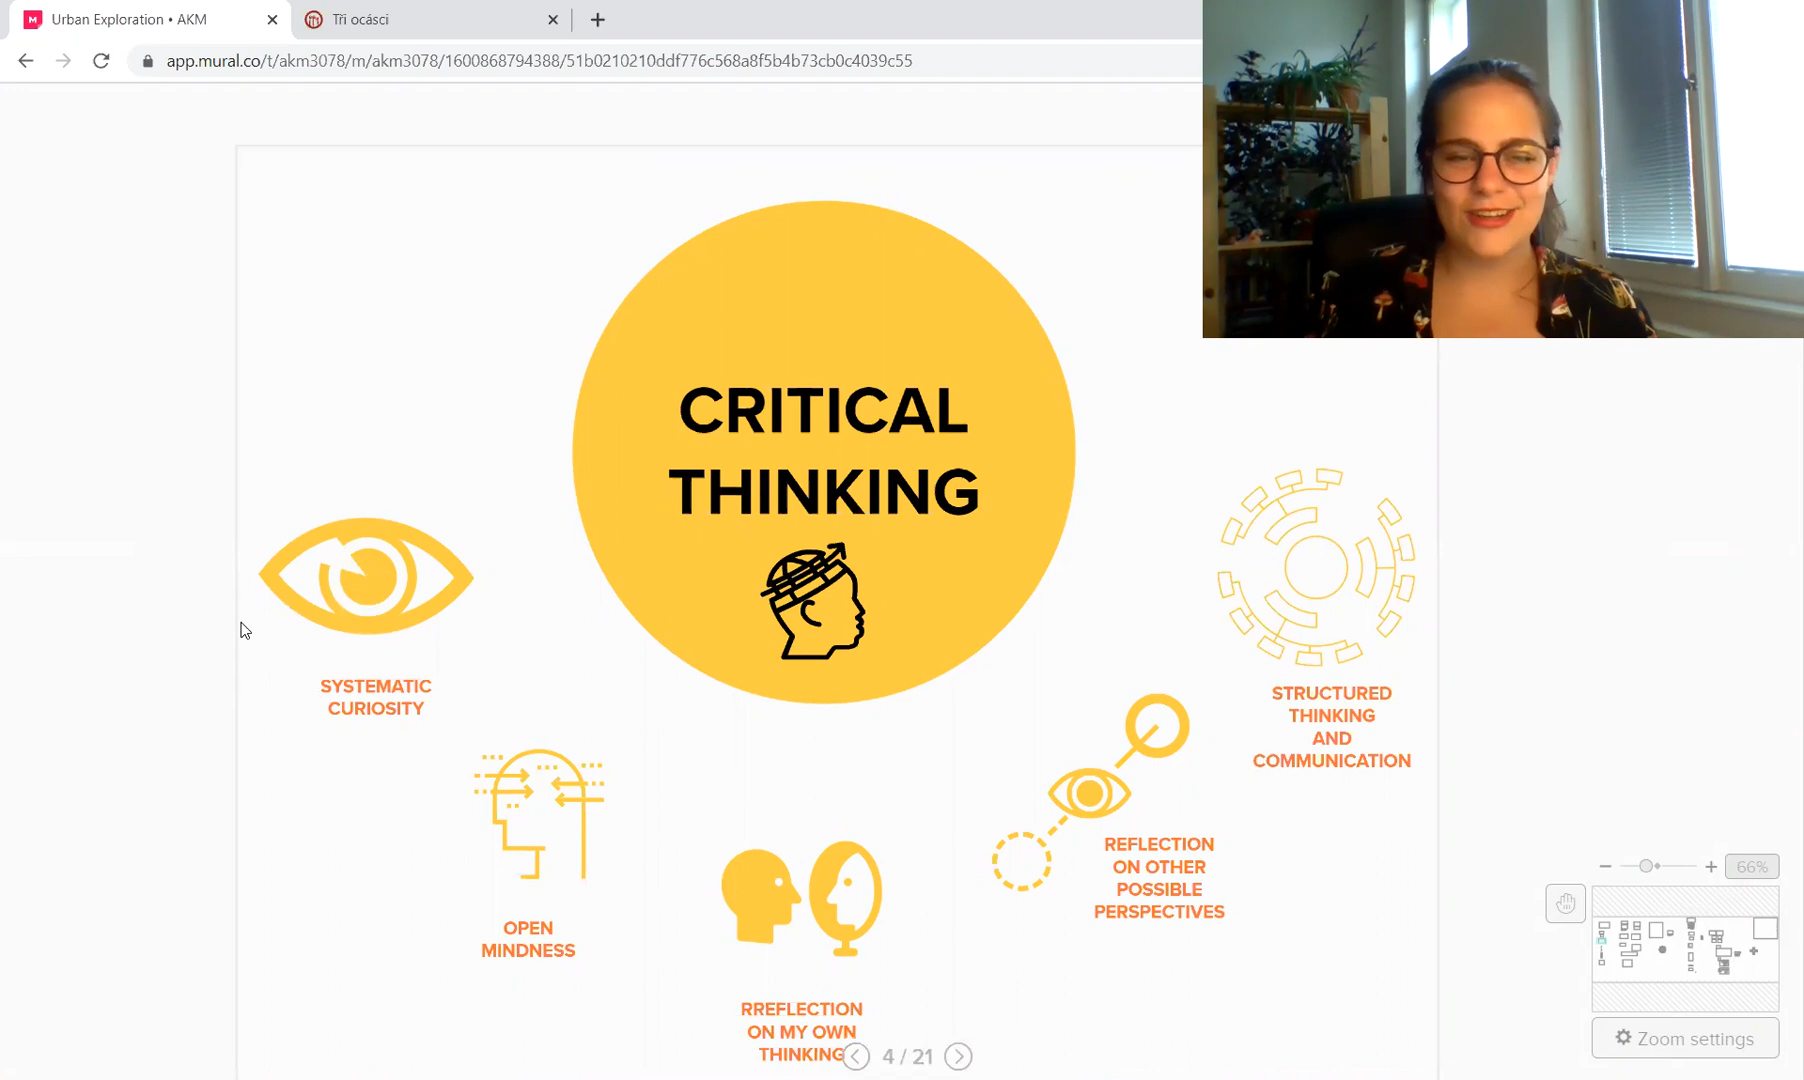 Urban Exploration • AKM
Tři ocásci
app.mural.co/t/akm3078/m/akm3078/1600868794388/51b0210210ddf776c568a8f5b4b73cb0c4039c55
CRITICAL
THINKING
SYSTEMATIC
CURIOSITY
OPEN
MINDNESS
RREFLECTION
ON MY OWN
THINKING
REFLECTION
ON OTHER
POSSIBLE
PERSPECTIVES
STRUCTURED
THINKING
AND
COMMUNICATION
66%
4 / 21
Zoom settings